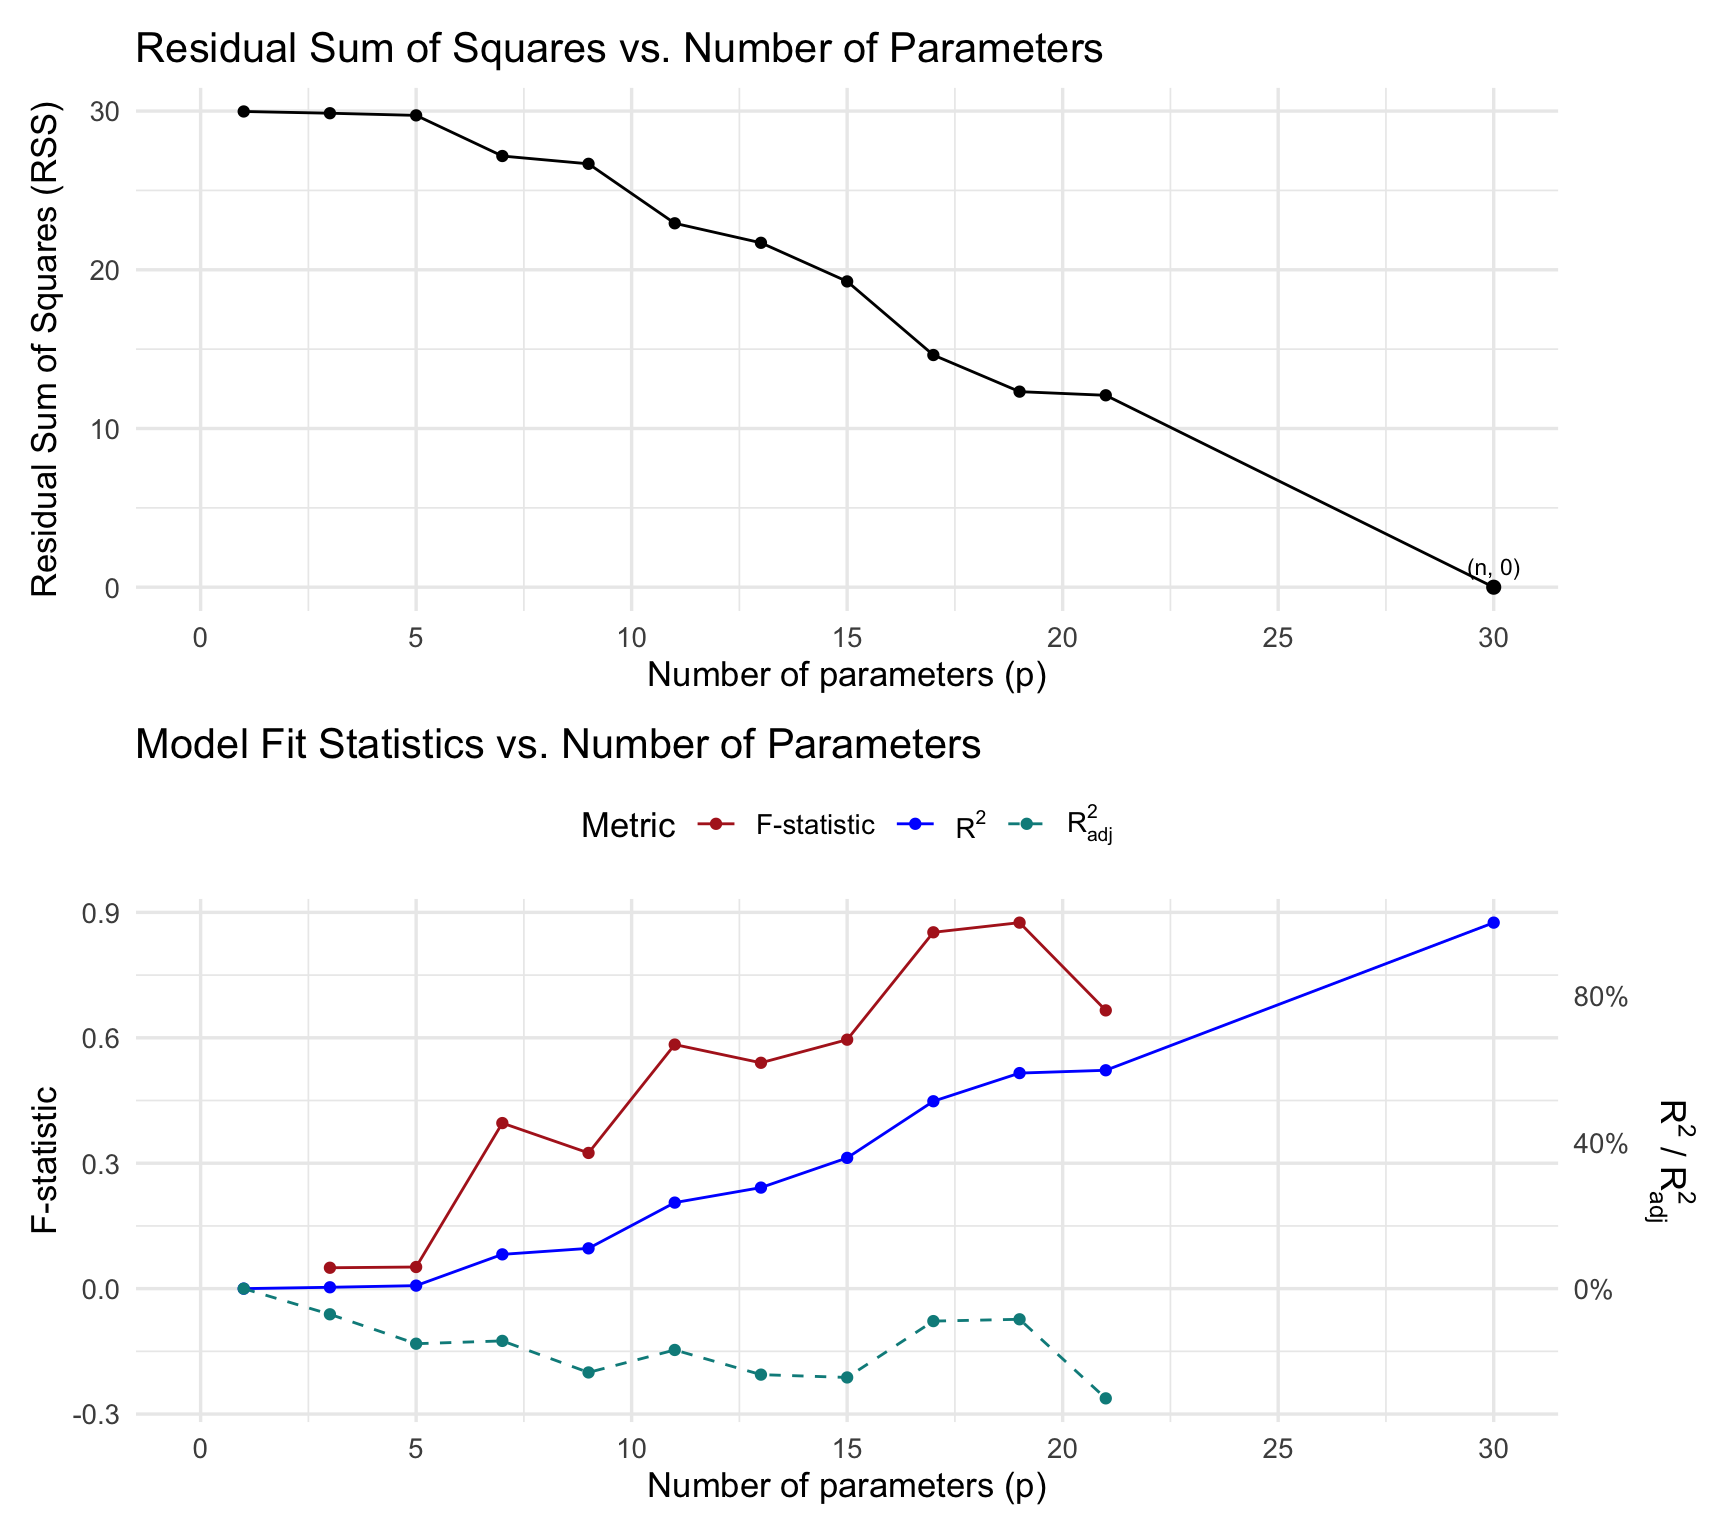 Residual Sum of Squares vs. Number of Parameters
Residual Sum of Squares (RSS)
30
20
10
0
(n, 0)
0 5 10 15 20 25 30
Number of parameters (p)
Model Fit Statistics vs. Number of Parameters
Metric F-statistic R² R²adj
F-statistic
0.9
0.6
0.3
0.0
-0.3
80%
40%
0%
R² / R²adj
0 5 10 15 20 25 30
Number of parameters (p)